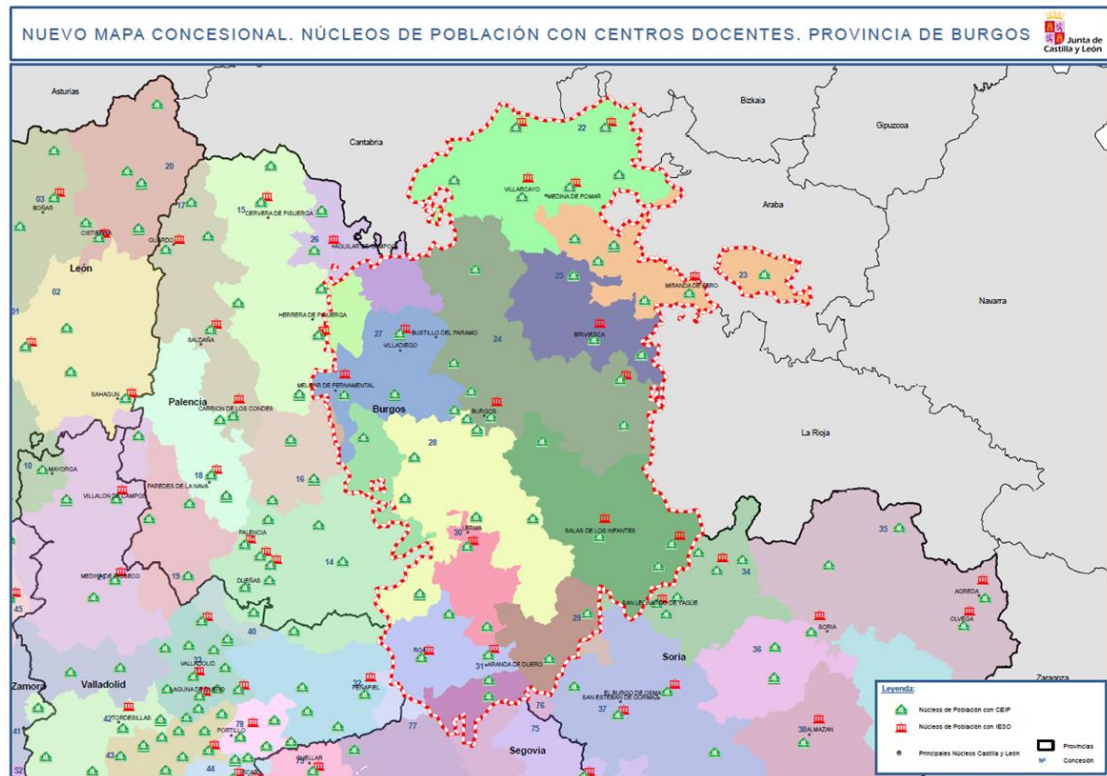 NUEVO MAPA CONCESIONAL. NÚCLEOS DE POBLACIÓN CON CENTROS DOCENTES. PROVINCIA DE BURGOS
Junta de
Castilla y León
Asturias
Cantabria
Bizkaia
Gipuzcoa
22
20
Araba
03
BOÑAR
17
15
CERVERA DE PISUERGA
VILLARCAYO
MEDINA DE POMAR
26
AGUILAR DE CAMPOO
GUARDO
León
02
01
25
MIRANDA DE EBRO
23
Navarra
HERRERA DE PISUERGA
27
BUSTILLO DEL PARAMO
VILLADIEGO
24
BRIVIESCA
SALDAÑA
SAHAGUN
Palencia
CARRION DE LOS CONDES
MELGAR DE FERNAMENTAL
Burgos
BURGOS
28
La Rioja
10
MAYORGA
18
PAREDES DE LA NAVA
16
VILLALON DE CAMPOS
PALENCIA
30
LERMA
SALAS DE LOS INFANTES
35
19
DUEÑAS
14
34
45
40
29
SAN LEONARDO DE YAGÜE
AGREDA
OLVEGA
SORIA
VALLADOLID
31
ARANDA DE DUERO
Soria
36
Zamora
Valladolid
32
PEÑAFIEL
EL BURGO DE OSMA
SAN ESTEBAN DE GORMAZ
37
Zaragoza
41
42
TORDESILLAS
78
PORTILLO
77
76
75
Segovia
38
ALMAZAN
52
43
44
79
CUELLAR
Leyenda:
Núcleos de Población con CEIP
Núcleos de Población con IESO
Principales Núcleos Castilla y León
Provincias
Nº
Concesión